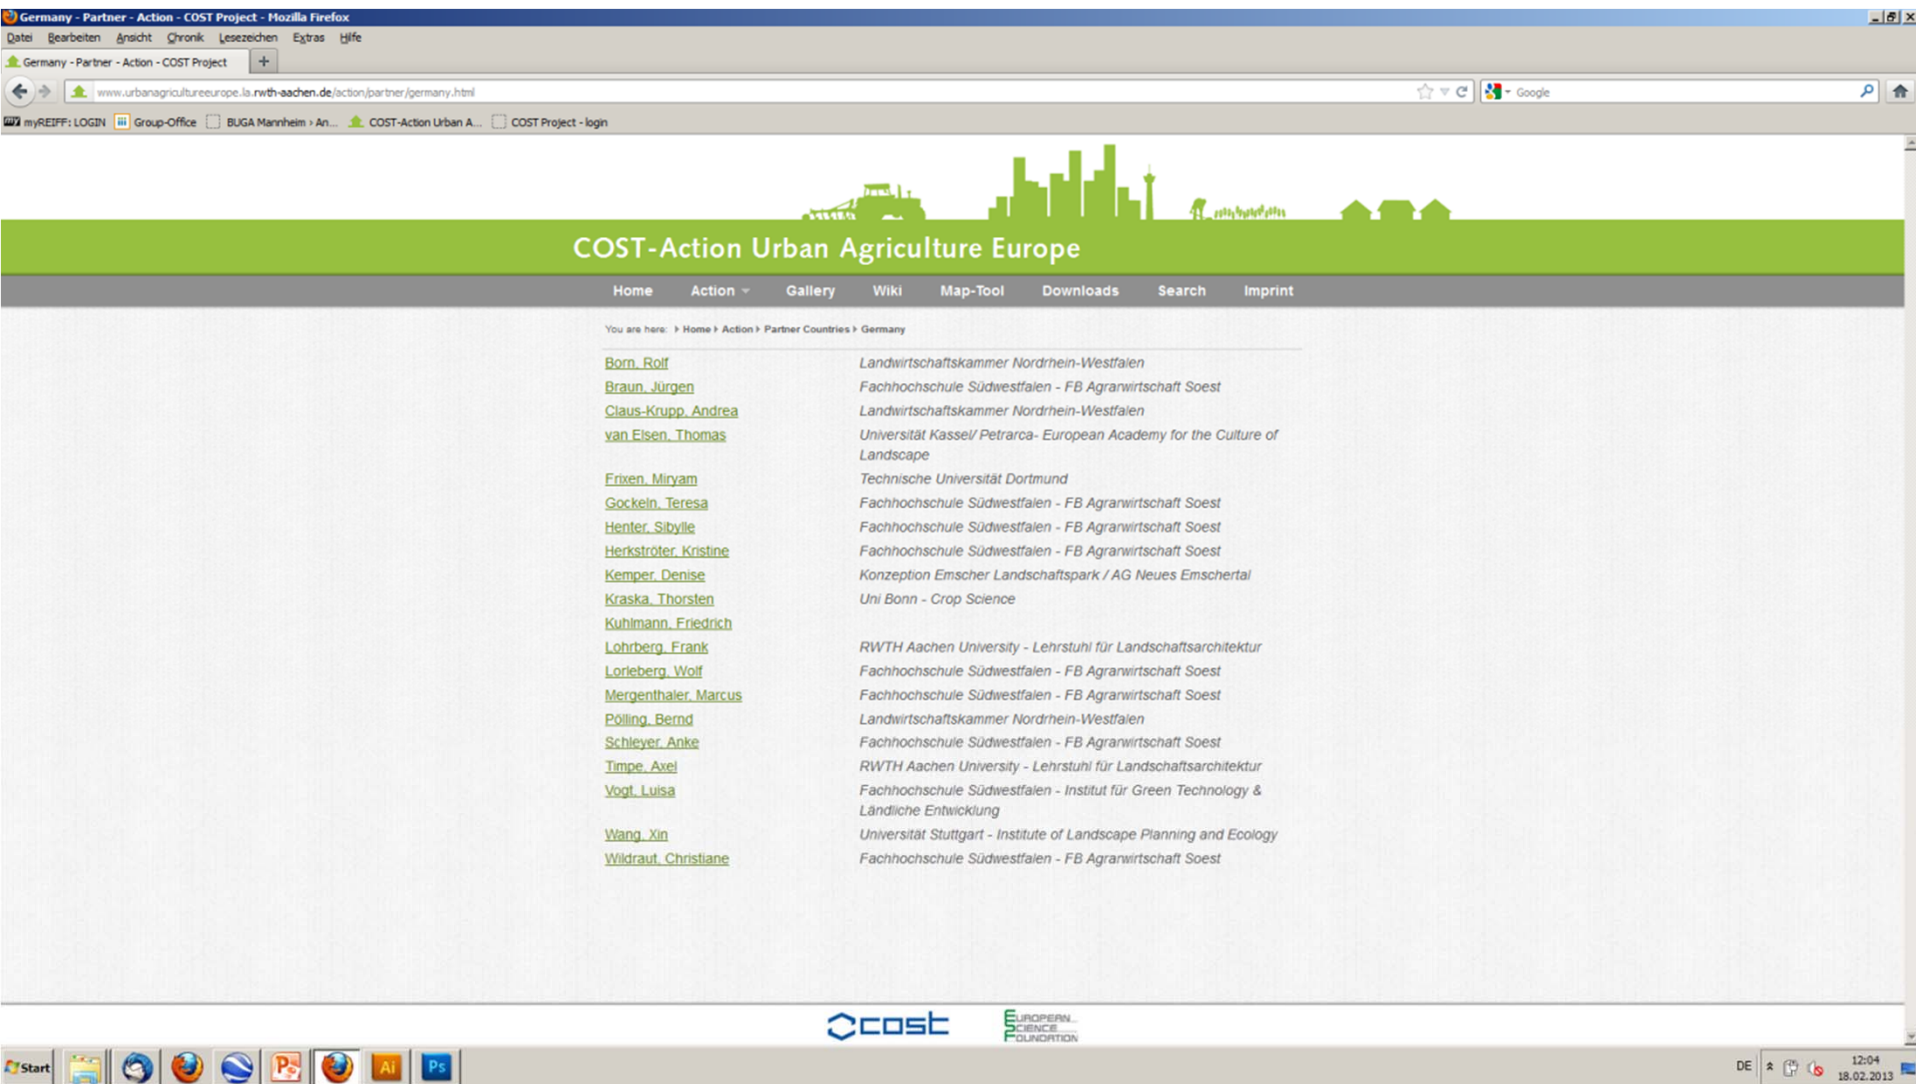 Germany - Partner - Action - COST Project - Mozilla Firefox
Datei Bearbeiten Ansicht Chronik Lesezeichen Extras Hilfe
Germany - Partner - Action - COST Project +
www.urbanagricultureeurope.la.rwth-aachen.de/action/partner/germany.html Google
myREIFF: LOGIN Group-Office BUGA Mannheim › An... COST-Action Urban A... COST Project - login
COST-Action Urban Agriculture Europe
Home Action Gallery Wiki Map-Tool Downloads Search Imprint
You are here: Home Action Partner Countries Germany
Born, Rolf Landwirtschaftskammer Nordrhein-Westfalen
Braun, Jürgen Fachhochschule Südwestfalen - FB Agrarwirtschaft Soest
Claus-Krupp, Andrea Landwirtschaftskammer Nordrhein-Westfalen
van Elsen, Thomas Universität Kassel/ Petrarca- European Academy for the Culture of
Landscape
Frixen, Miryam Technische Universität Dortmund
Gockeln, Teresa Fachhochschule Südwestfalen - FB Agrarwirtschaft Soest
Henter, Sibylle Fachhochschule Südwestfalen - FB Agrarwirtschaft Soest
Herkströter, Kristine Fachhochschule Südwestfalen - FB Agrarwirtschaft Soest
Kemper, Denise Konzeption Emscher Landschaftspark / AG Neues Emschertal
Kraska, Thorsten Uni Bonn - Crop Science
Kuhlmann, Friedrich
Lohrberg, Frank RWTH Aachen University - Lehrstuhl für Landschaftsarchitektur
Lorleberg, Wolf Fachhochschule Südwestfalen - FB Agrarwirtschaft Soest
Mergenthaler, Marcus Fachhochschule Südwestfalen - FB Agrarwirtschaft Soest
Pölling, Bernd Landwirtschaftskammer Nordrhein-Westfalen
Schleyer, Anke Fachhochschule Südwestfalen - FB Agrarwirtschaft Soest
Timpe, Axel RWTH Aachen University - Lehrstuhl für Landschaftsarchitektur
Vogt, Luisa Fachhochschule Südwestfalen - Institut für Green Technology &
Ländliche Entwicklung
Wang, Xin Universität Stuttgart - Institute of Landscape Planning and Ecology
Wildraut, Christiane Fachhochschule Südwestfalen - FB Agrarwirtschaft Soest
cost
EUROPEAN
SCIENCE
FOUNDATION
Start Ai Ps DE 12:04
18.02.2013